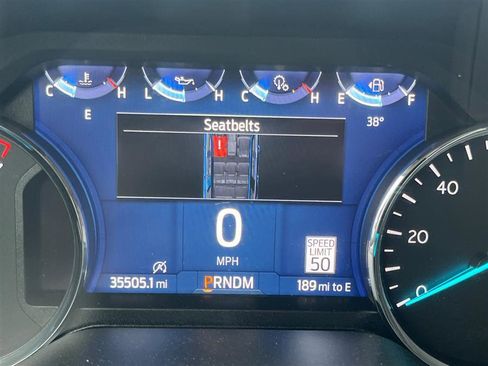 C H L H C H E F
E 38°
Seatbelts
0
MPH
SPEED
LIMIT
50
35505.1 mi PRNDM 189 mi to E
40
20
0